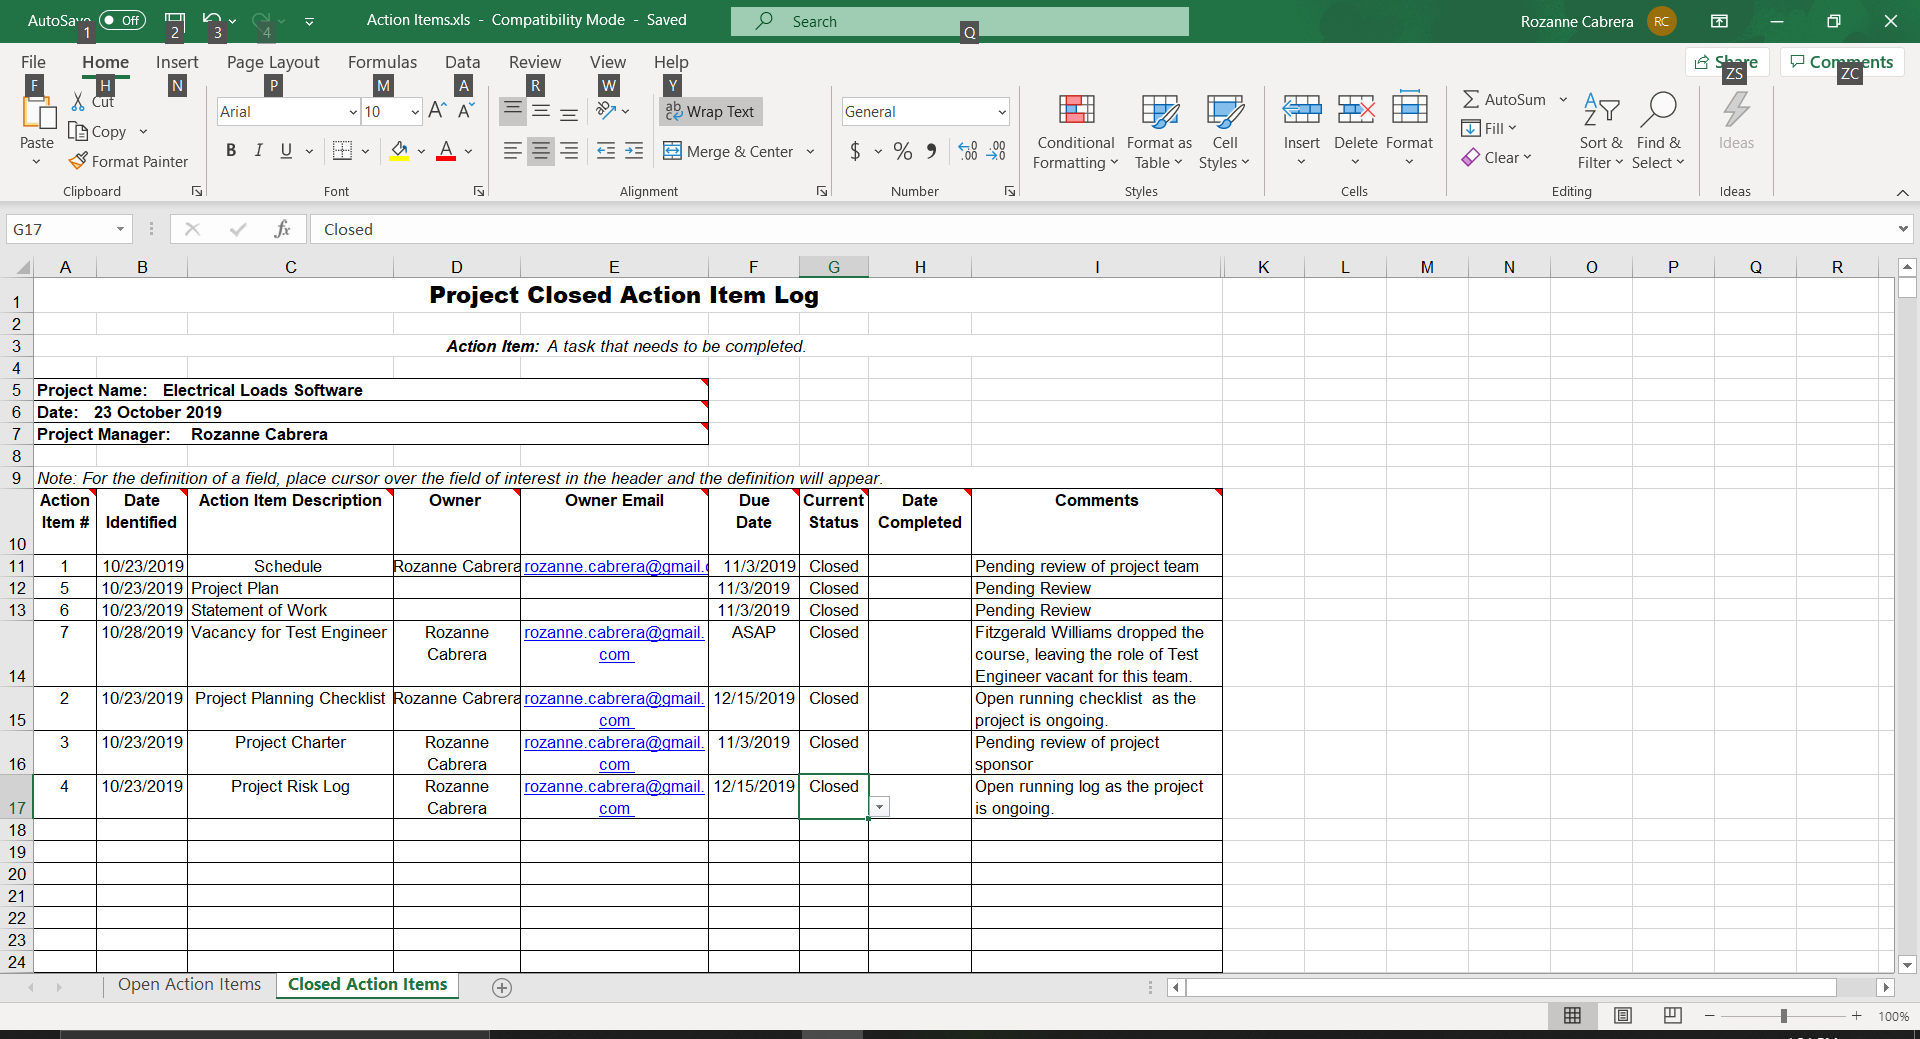 AutoSave Off
Action Items.xls - Compatibility Mode - Saved
Search
Rozanne Cabrera RC
1 2 3 4 Q
File Home Insert Page Layout Formulas Data Review View Help Share Comments
F H N P M A R W Y ZS ZC
Cut
Copy
Format Painter
Paste
Clipboard
Arial 10
B I U
Font
Wrap Text
Merge & Center
Alignment
General
$ % 9
Number
Conditional Formatting
Format as Table
Cell Styles
Styles
Insert Delete Format
Cells
AutoSum
Fill
Clear
Sort & Filter
Find & Select
Editing
Ideas
Ideas
G17 fx Closed
A B C D E F G H I K L M N O P Q R
1 Project Closed Action Item Log
2
3 Action Item: A task that needs to be completed.
4
5 Project Name: Electrical Loads Software
6 Date: 23 October 2019
7 Project Manager: Rozanne Cabrera
8
9 Note: For the definition of a field, place cursor over the field of interest in the header and the definition will appear.
10 Action Item # Date Identified Action Item Description Owner Owner Email Due Date Current Status Date Completed Comments
11 1 10/23/2019 Schedule Rozanne Cabrera rozanne.cabrera@gmail. 11/3/2019 Closed Pending review of project team
12 5 10/23/2019 Project Plan 11/3/2019 Closed Pending Review
13 6 10/23/2019 Statement of Work 11/3/2019 Closed Pending Review
14 7 10/28/2019 Vacancy for Test Engineer Rozanne Cabrera rozanne.cabrera@gmail.com ASAP Closed Fitzgerald Williams dropped the course, leaving the role of Test Engineer vacant for this team.
15 2 10/23/2019 Project Planning Checklist Rozanne Cabrera rozanne.cabrera@gmail.com 12/15/2019 Closed Open running checklist as the project is ongoing.
16 3 10/23/2019 Project Charter Rozanne Cabrera rozanne.cabrera@gmail.com 11/3/2019 Closed Pending review of project sponsor
17 4 10/23/2019 Project Risk Log Rozanne Cabrera rozanne.cabrera@gmail.com 12/15/2019 Closed Open running log as the project is ongoing.
18
19
20
21
22
23
24
Open Action Items Closed Action Items
100%